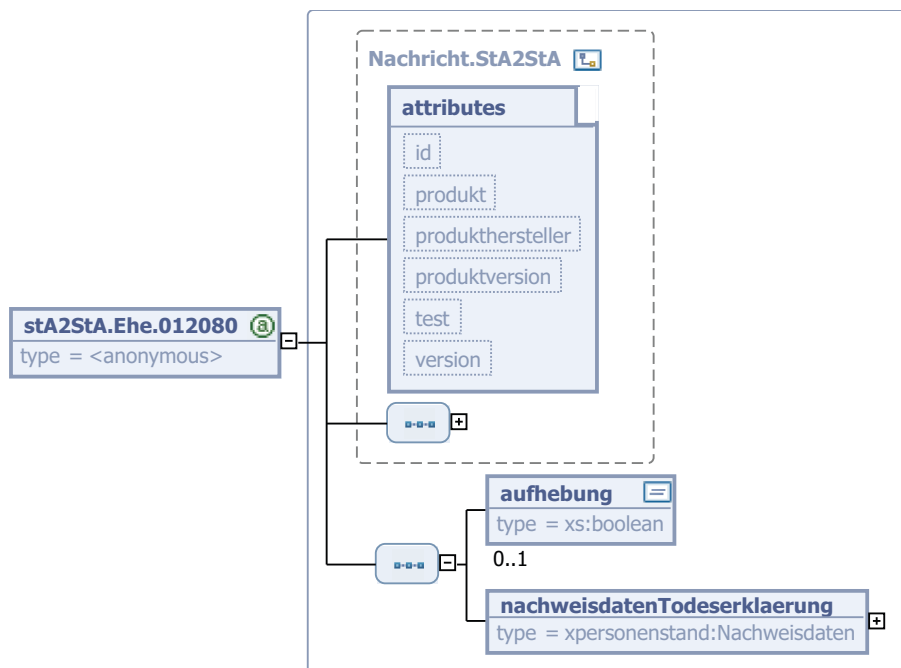 Nachricht.StA2StA
attributes
id
produkt
produkthersteller
produktversion
test
version
stA2StA.Ehe.012080
type = <anonymous>
aufhebung
type = xs:boolean
0..1
nachweisdatenTodeserklaerung
type = xpersonenstand:Nachweisdaten